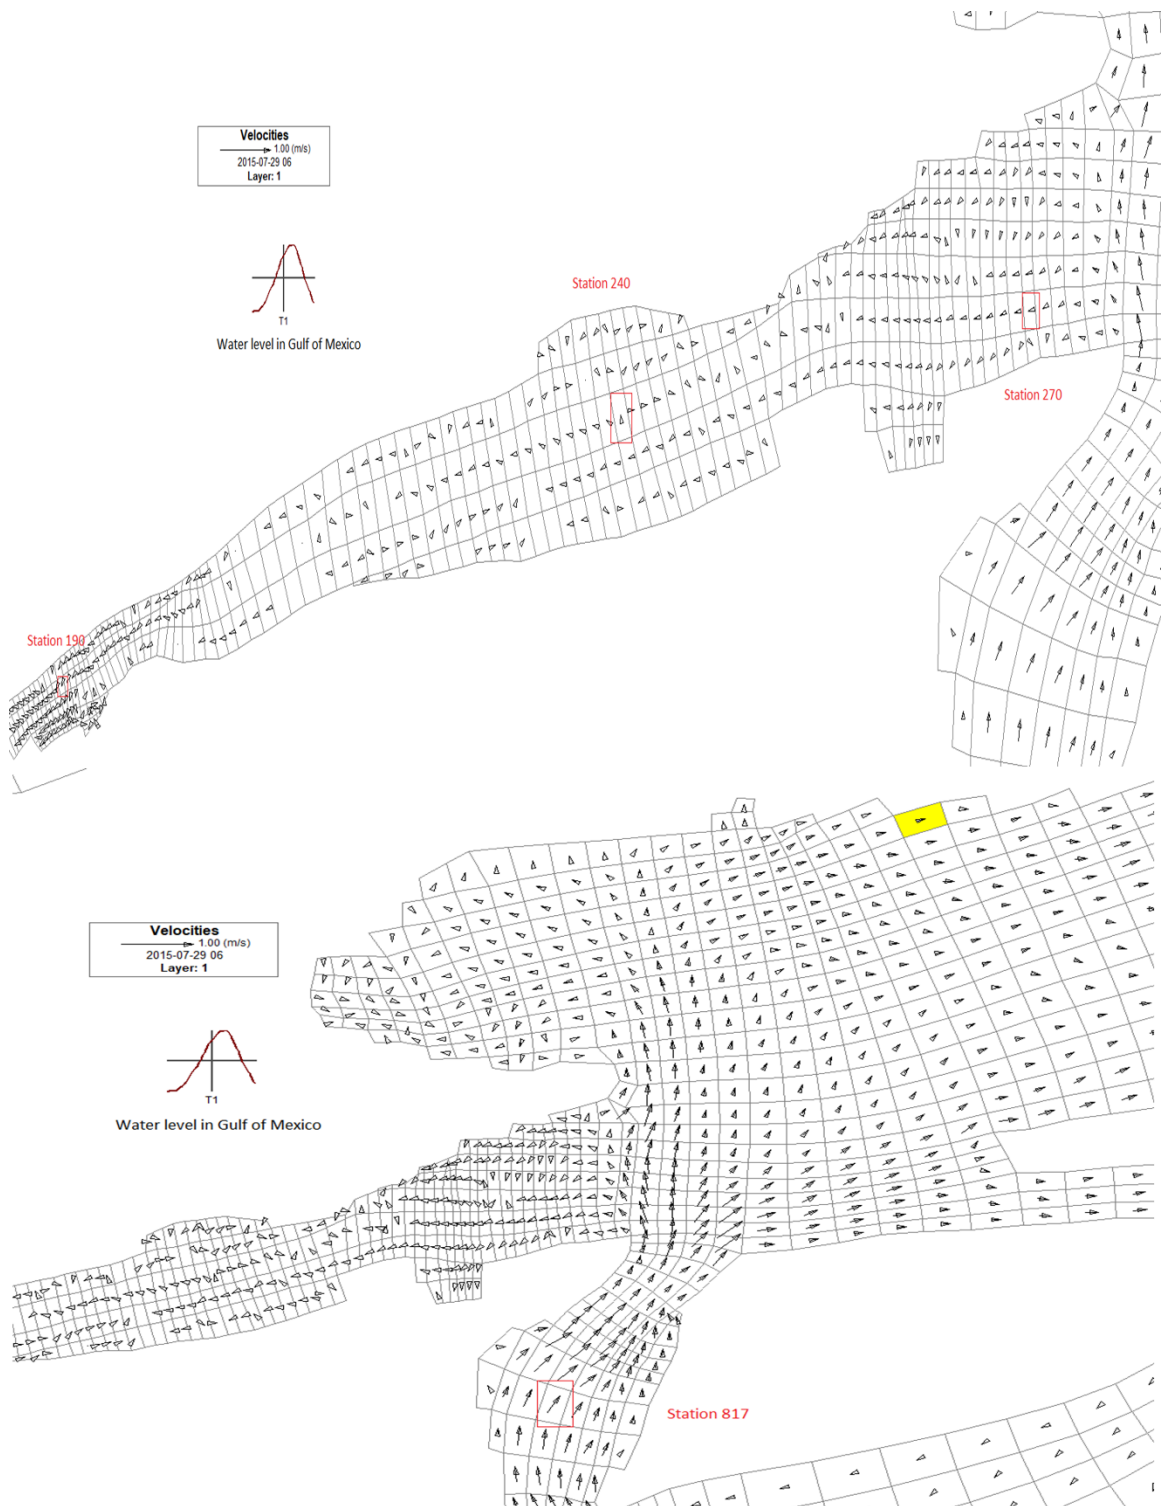 Velocities
1.00 (m/s)
2015-07-29 06
Layer: 1
Station 240
T1
Water level in Gulf of Mexico
Station 270
Station 190
Velocities
1.00 (m/s)
2015-07-29 06
Layer: 1
T1
Water level in Gulf of Mexico
Station 817